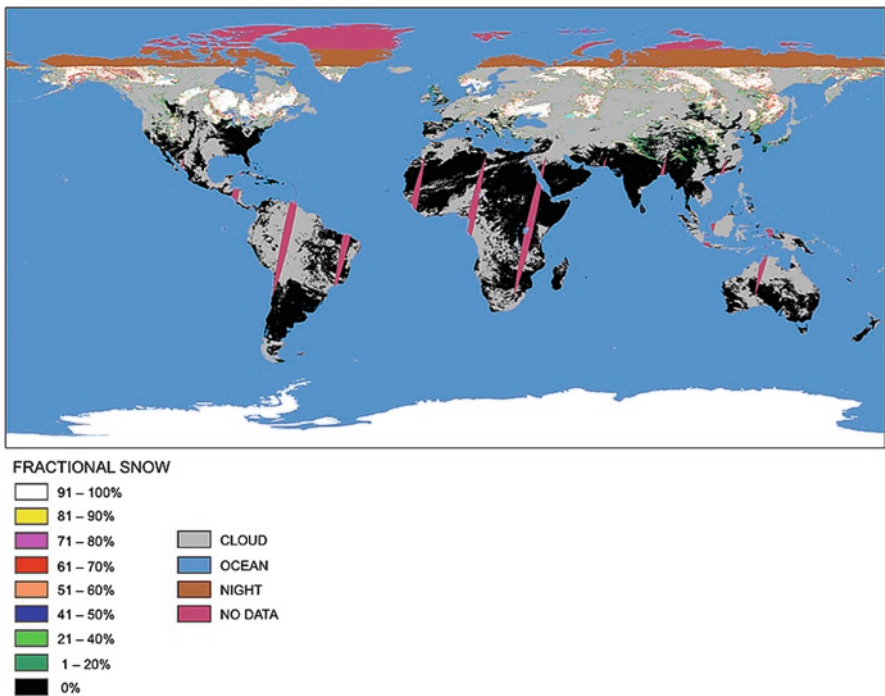 FRACTIONAL SNOW
91 – 100%
81 – 90%
71 – 80%
61 – 70%
51 – 60%
41 – 50%
21 – 40%
1 – 20%
0%
CLOUD
OCEAN
NIGHT
NO DATA